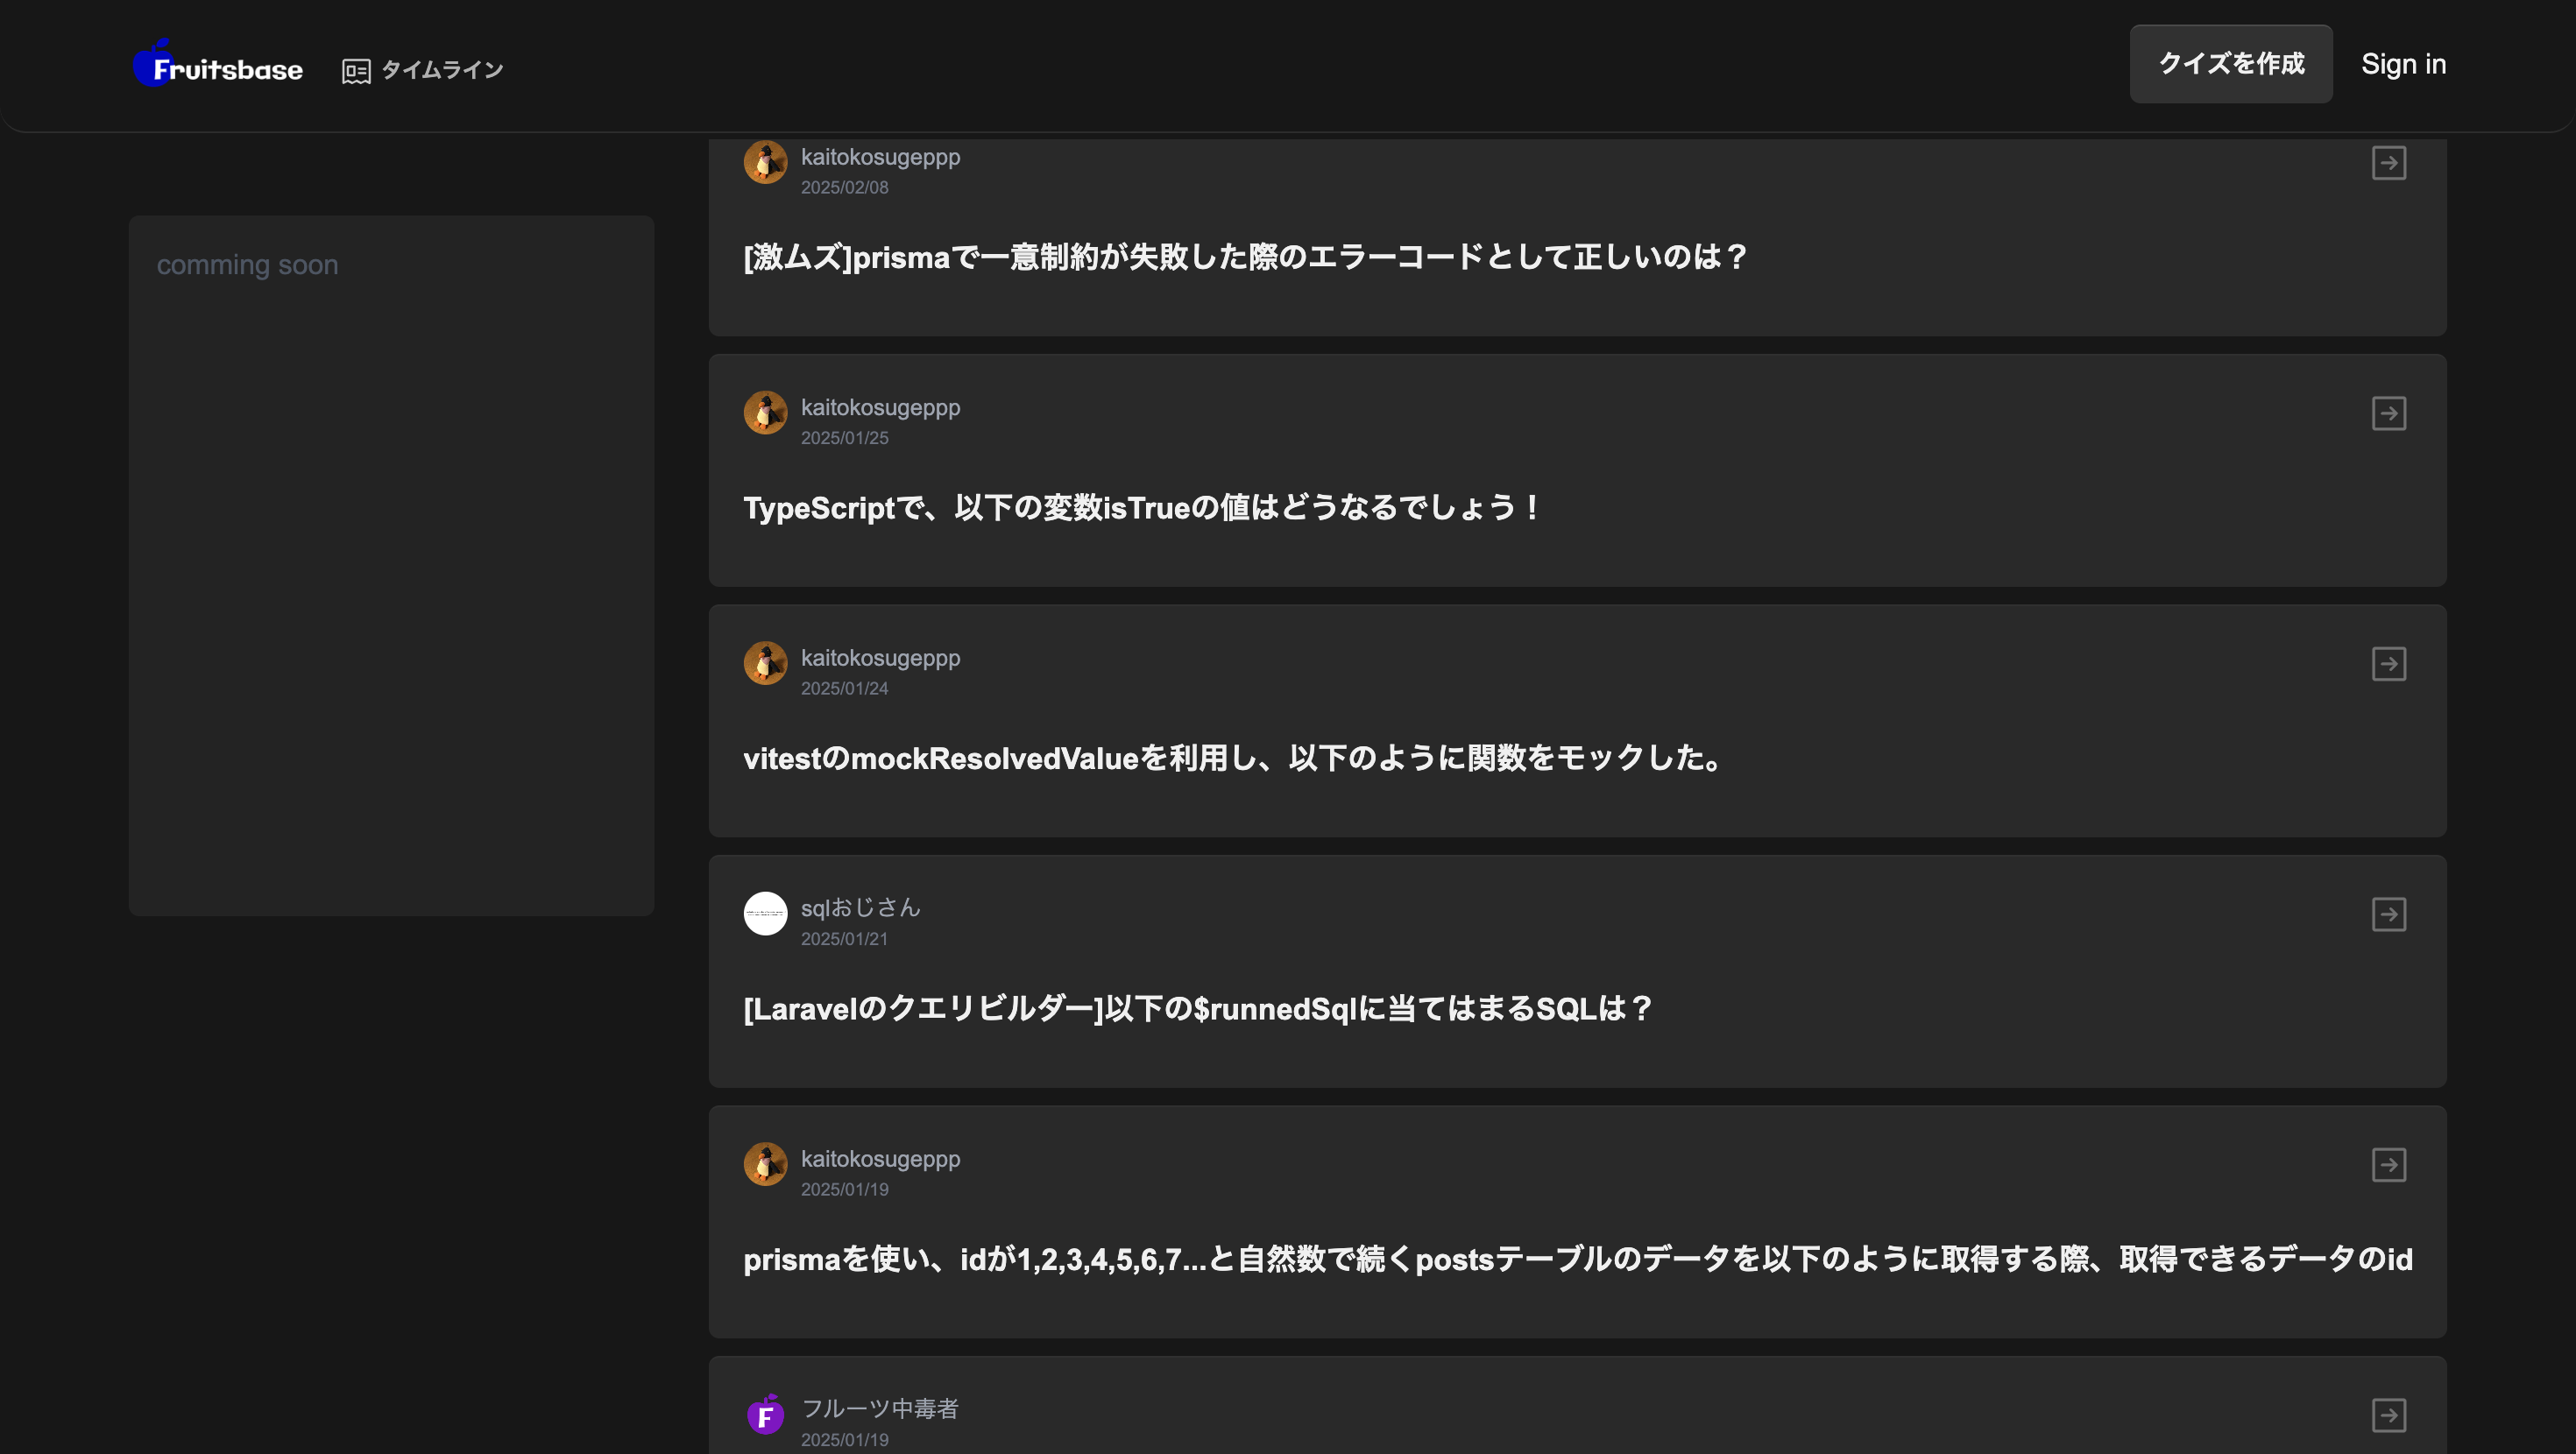 Fruitsbase
タイムライン
クイズを作成
Sign in
comming soon
kaitokosugeppp
2025/02/08
[激ムズ]prismaで一意制約が失敗した際のエラーコードとして正しいのは？
kaitokosugeppp
2025/01/25
TypeScriptで、以下の変数isTrueの値はどうなるでしょう！
kaitokosugeppp
2025/01/24
vitestのmockResolvedValueを利用し、以下のように関数をモックした。
sqlおじさん
2025/01/21
[Laravelのクエリビルダー]以下の$runnedSqlに当てはまるSQLは？
kaitokosugeppp
2025/01/19
prismaを使い、idが1,2,3,4,5,6,7...と自然数で続くpostsテーブルのデータを以下のように取得する際、取得できるデータのid
F
フルーツ中毒者
2025/01/19